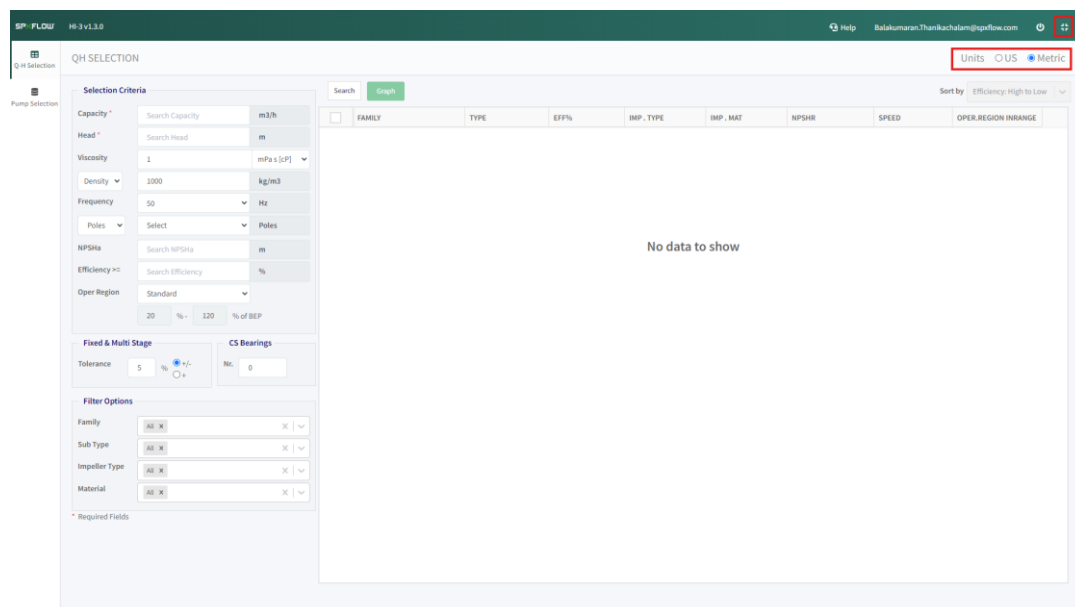 SPXFLOW HI-3 v1.3.0 Help Balakumaran.Thanikachalam@spxflow.com
Q-H Selection
Pump Selection
QH SELECTION Units US Metric
Selection Criteria
Capacity * Search Capacity m3/h
Head * Search Head m
Viscosity 1 mPa s [cP]
Density 1000 kg/m3
Frequency 50 Hz
Poles Select Poles
NPSHa Search NPSHa m
Efficiency >= Search Efficiency %
Oper Region Standard
20 % - 120 % of BEP
Fixed & Multi Stage
Tolerance 5 % +/-
+
CS Bearings
Nr. 0
Filter Options
Family All x
Sub Type All x
Impeller Type All x
Material All x
* Required Fields
Search Graph Sort by Efficiency: High to Low
FAMILY TYPE EFF% IMP . TYPE IMP . MAT NPSHR SPEED OPER.REGION INRANGE
No data to show